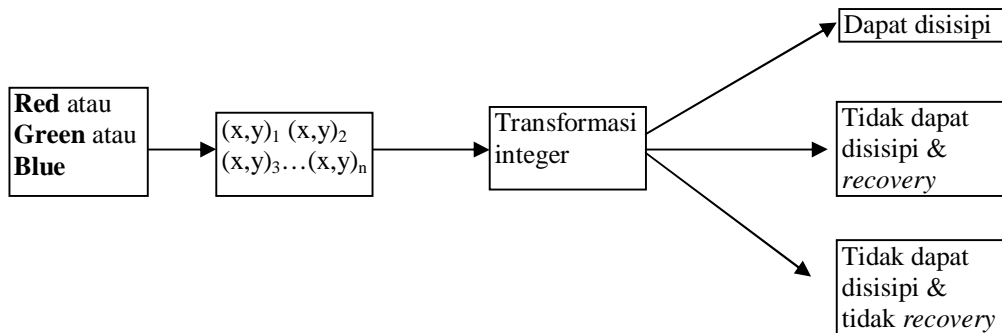 Dapat disisipi
Red atau
Green atau
Blue
(x,y)₁ (x,y)₂
(x,y)₃…(x,y)ₙ
Transformasi
integer
Tidak dapat
disisipi &
recovery
Tidak dapat
disisipi &
tidak recovery